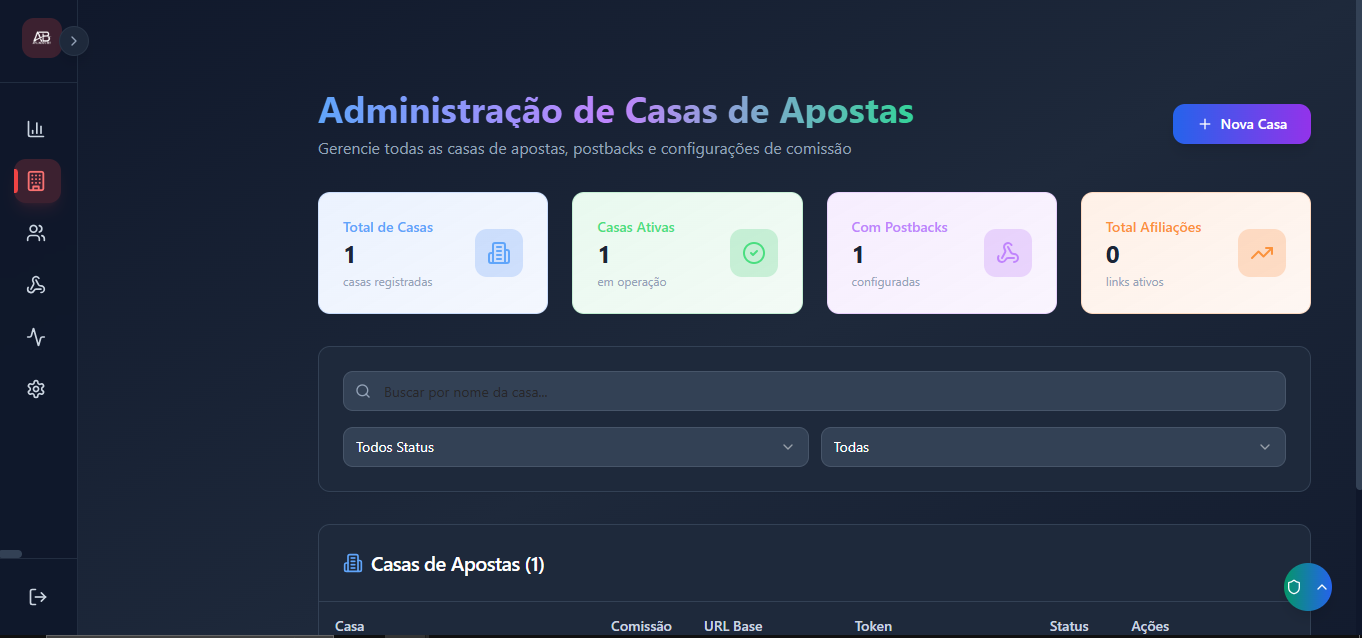 AB
Administração de Casas de Apostas
Gerencie todas as casas de apostas, postbacks e configurações de comissão
Nova Casa
Total de Casas
1
casas registradas
Casas Ativas
1
em operação
Com Postbacks
1
configuradas
Total Afiliações
0
links ativos
Buscar por nome da casa...
Todos Status
Todas
Casas de Apostas (1)
Casa Comissão URL Base Token Status Ações